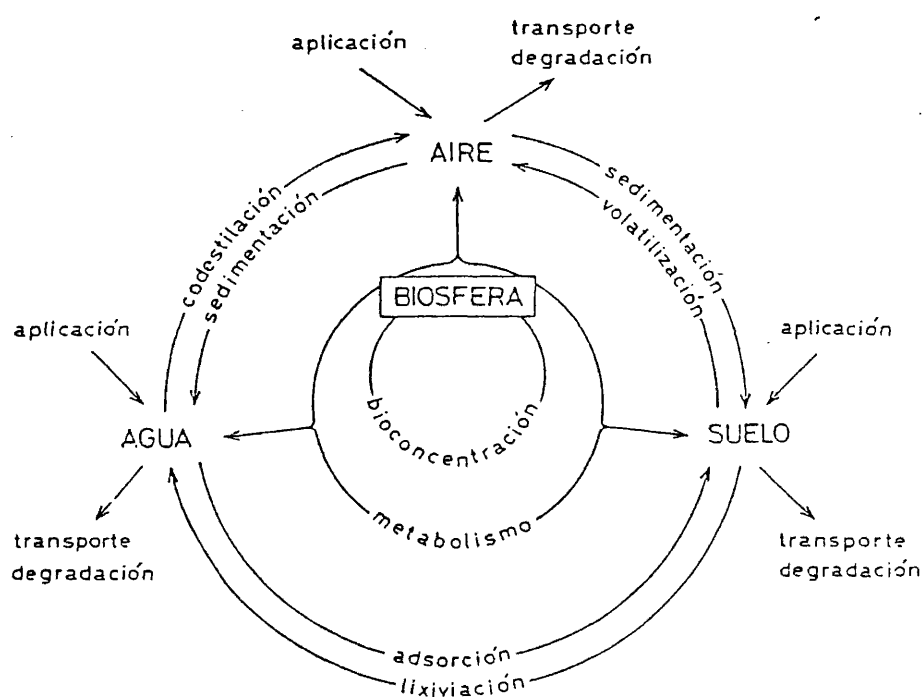 aplicación
transporte
degradación
AIRE
codestilación
sedimentación
sedimentación
volatilización
BIOSFERA
aplicación
aplicación
bioconcentración
AGUA
SUELO
metabolismo
transporte
degradación
transporte
degradación
adsorción
lixiviación